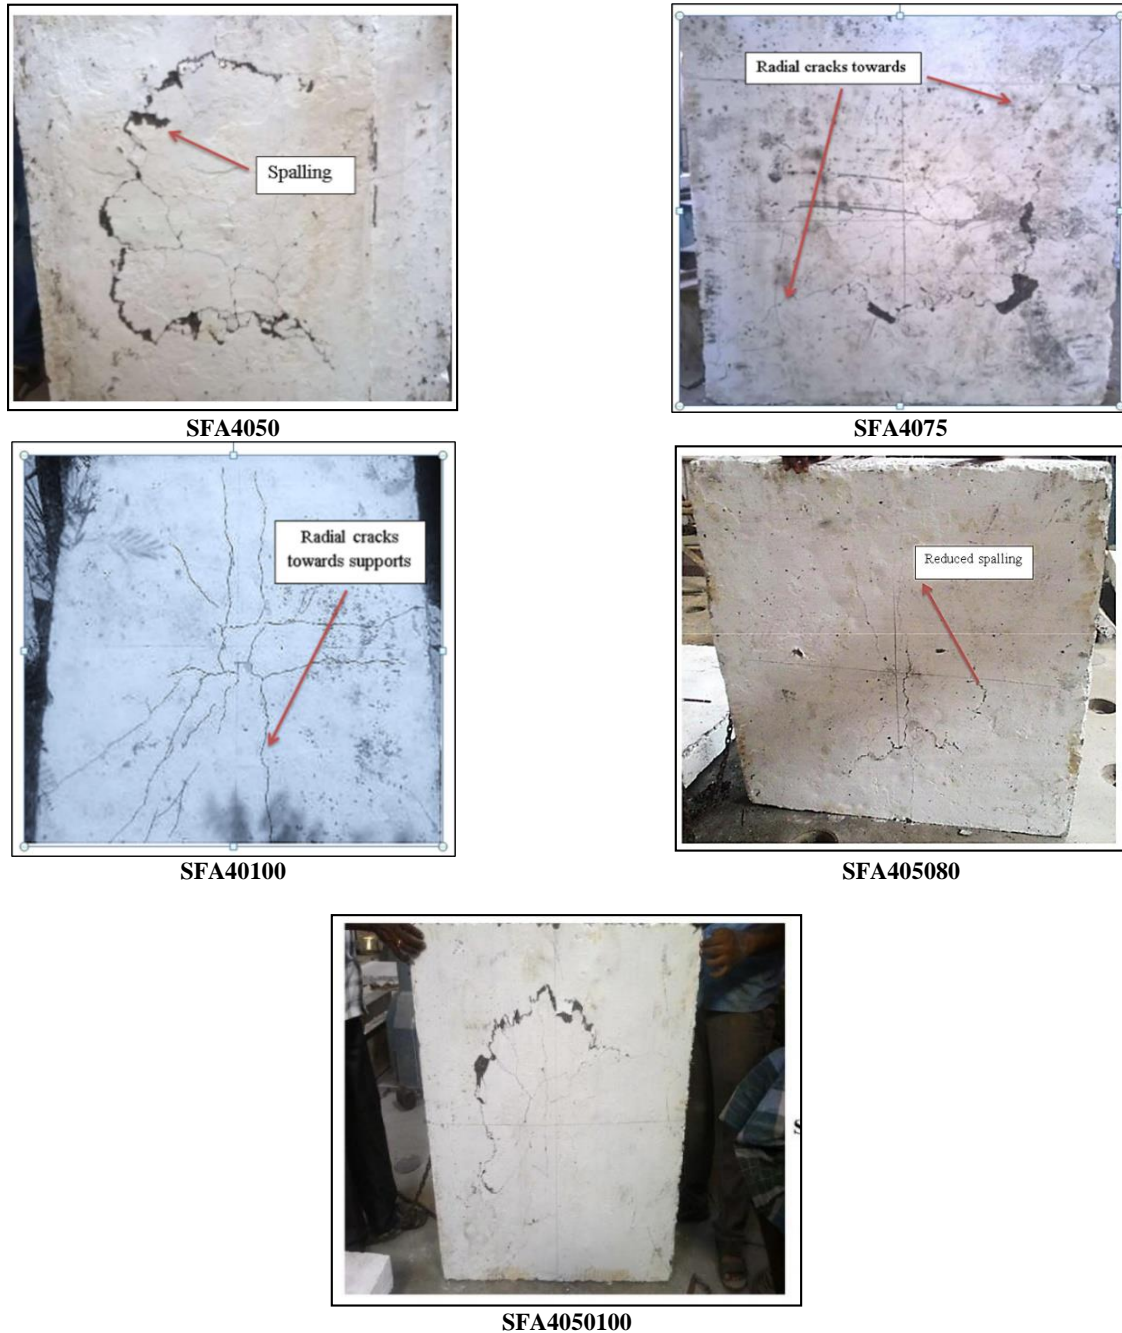 Spalling
Radial cracks towards
SFA4050
SFA4075
Radial cracks
towards supports
Reduced spalling
SFA40100
SFA405080
S
SFA4050100